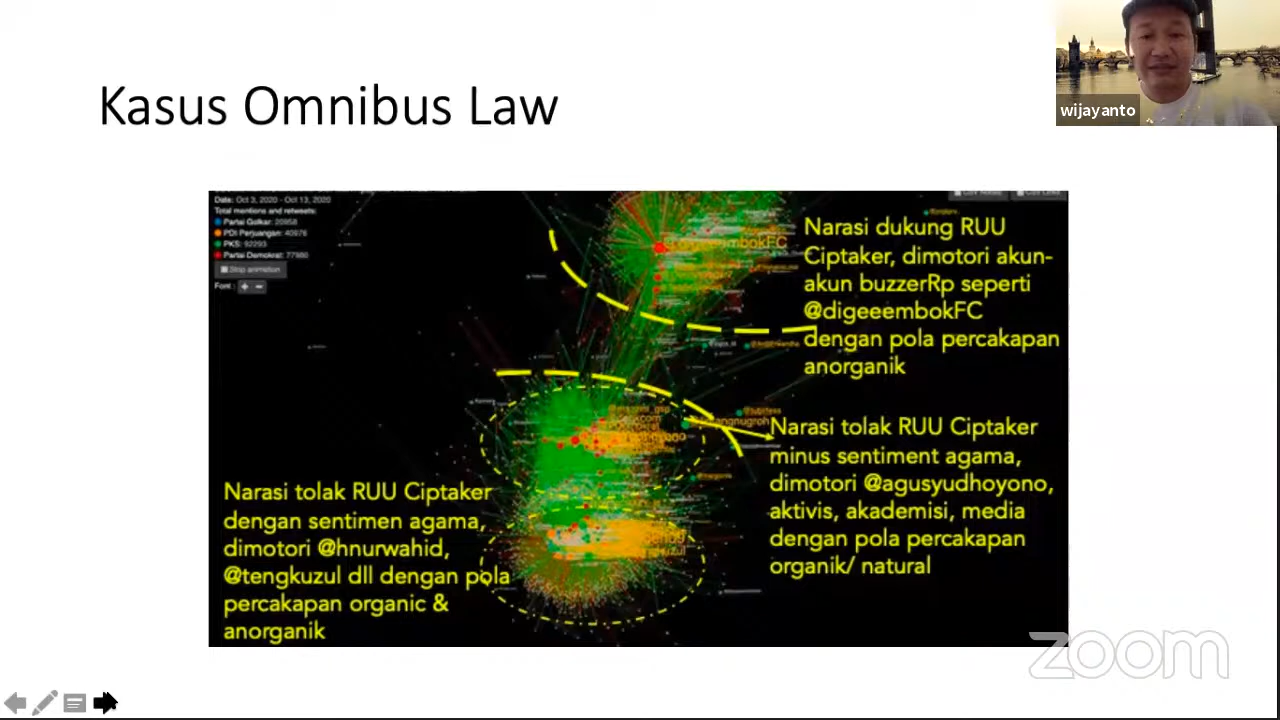 Kasus Omnibus Law
wijayanto
Date: Oct 3, 2020 - Oct 13, 2020
Total mentions and retweets:
Partai Golkar: 20958
PDI Perjuangan: 40976
PKS: 92293
Partai Demokrat: 77980
Stop animation
Font : + −
Narasi dukung RUU
Ciptaker, dimotori akun-
akun buzzerRp seperti
@digeeembokFC
dengan pola percakapan
anorganik
Narasi tolak RUU Ciptaker
minus sentiment agama,
dimotori @agusyudhoyono,
aktivis, akademisi, media
dengan pola percakapan
organik/ natural
Narasi tolak RUU Ciptaker
dengan sentimen agama,
dimotori @hnurwahid,
@tengkuzul dll dengan pola
percakapan organic &
anorganik
zoom